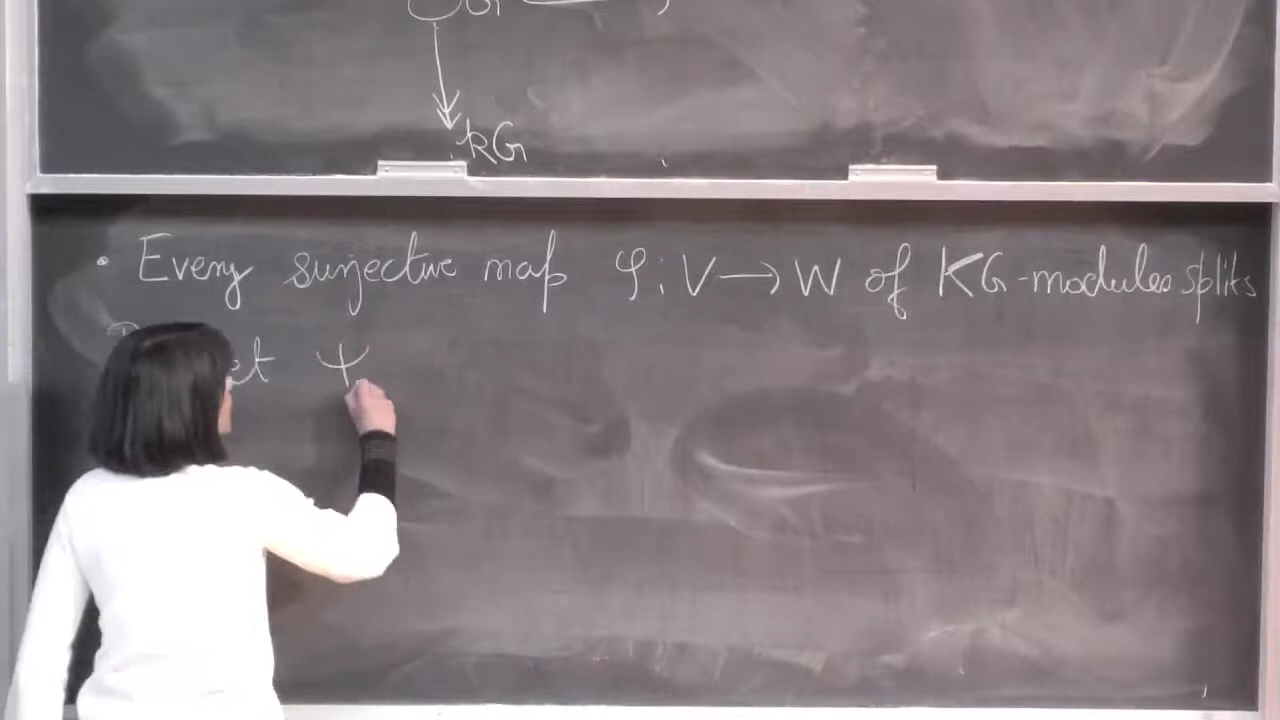 kG
• Every surjective map φ: V → W of KG-modules splits
ψ